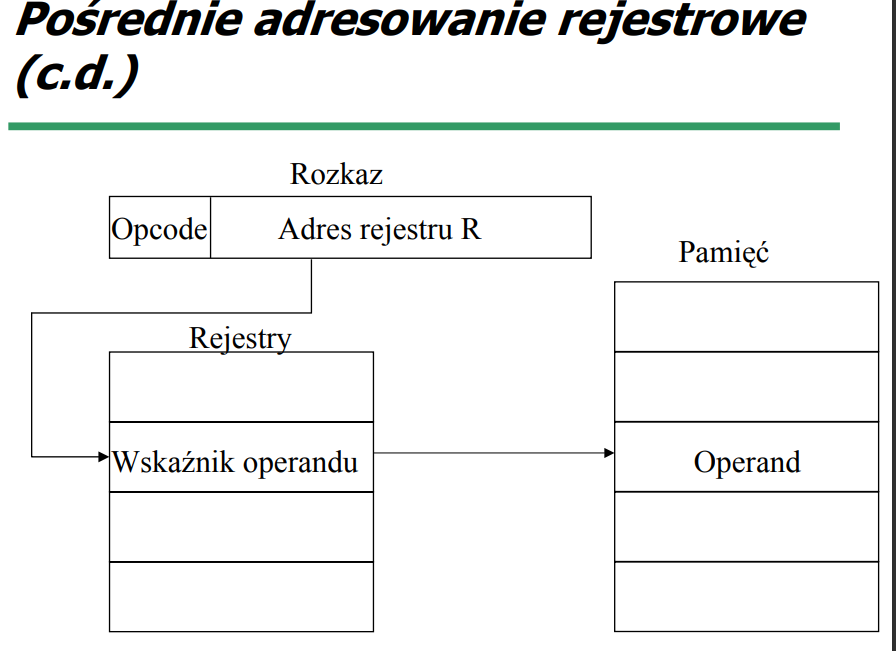 Pośrednie adresowanie rejestrowe
(c.d.)
Rozkaz
Opcode
Adres rejestru R
Pamięć
Rejestry
Wskaźnik operandu
Operand